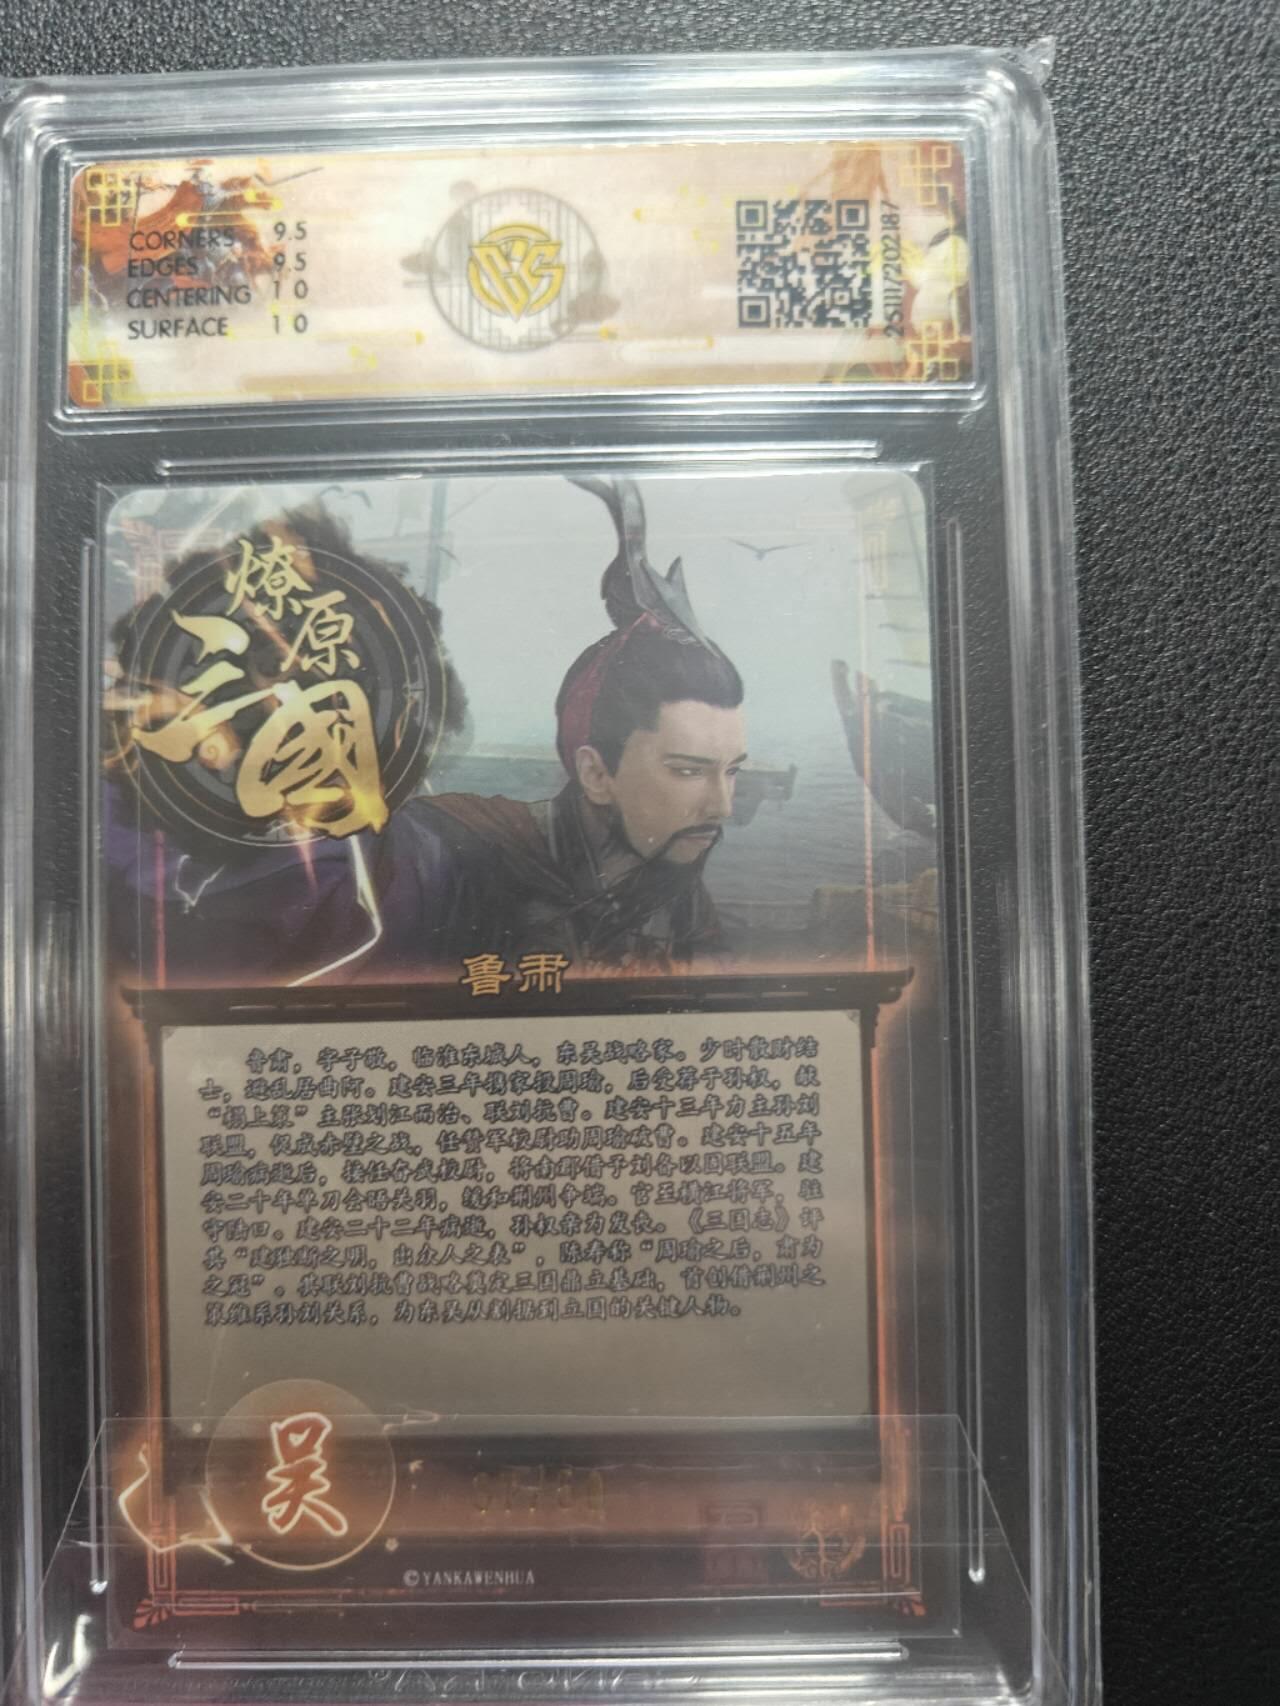 CORNERS 9.5
EDGES 9.5
CENTERING 10
SURFACE 10
CCS
2511/202187
燎原
三國
鲁肃
鲁肃，字子敬，临淮东城人，东吴战略家。少时散财结
士，避乱居曲阿。建安三年携家投周瑜，后受荐于孙权，献
“榻上策”主张划江而治、联刘抗曹。建安十三年力主孙刘
联盟，促成赤壁之战，任赞军校尉助周瑜破曹。建安十五年
周瑜病逝后，接任奋武校尉，将南郡借予刘备以固联盟。建
安二十年单刀会晤关羽，缓和荆州争端。官至横江将军，驻
守陆口。建安二十二年病逝，孙权亲为发丧。《三国志》评
其“建独断之明，出众人之表”，陈寿称“周瑜之后，肃为
之冠”。其联刘抗曹战略奠定三国鼎立基础，首创借荆州之
策维系孙刘关系，为东吴从割据到立国的关键人物。
吴
©YANKAWENHUA